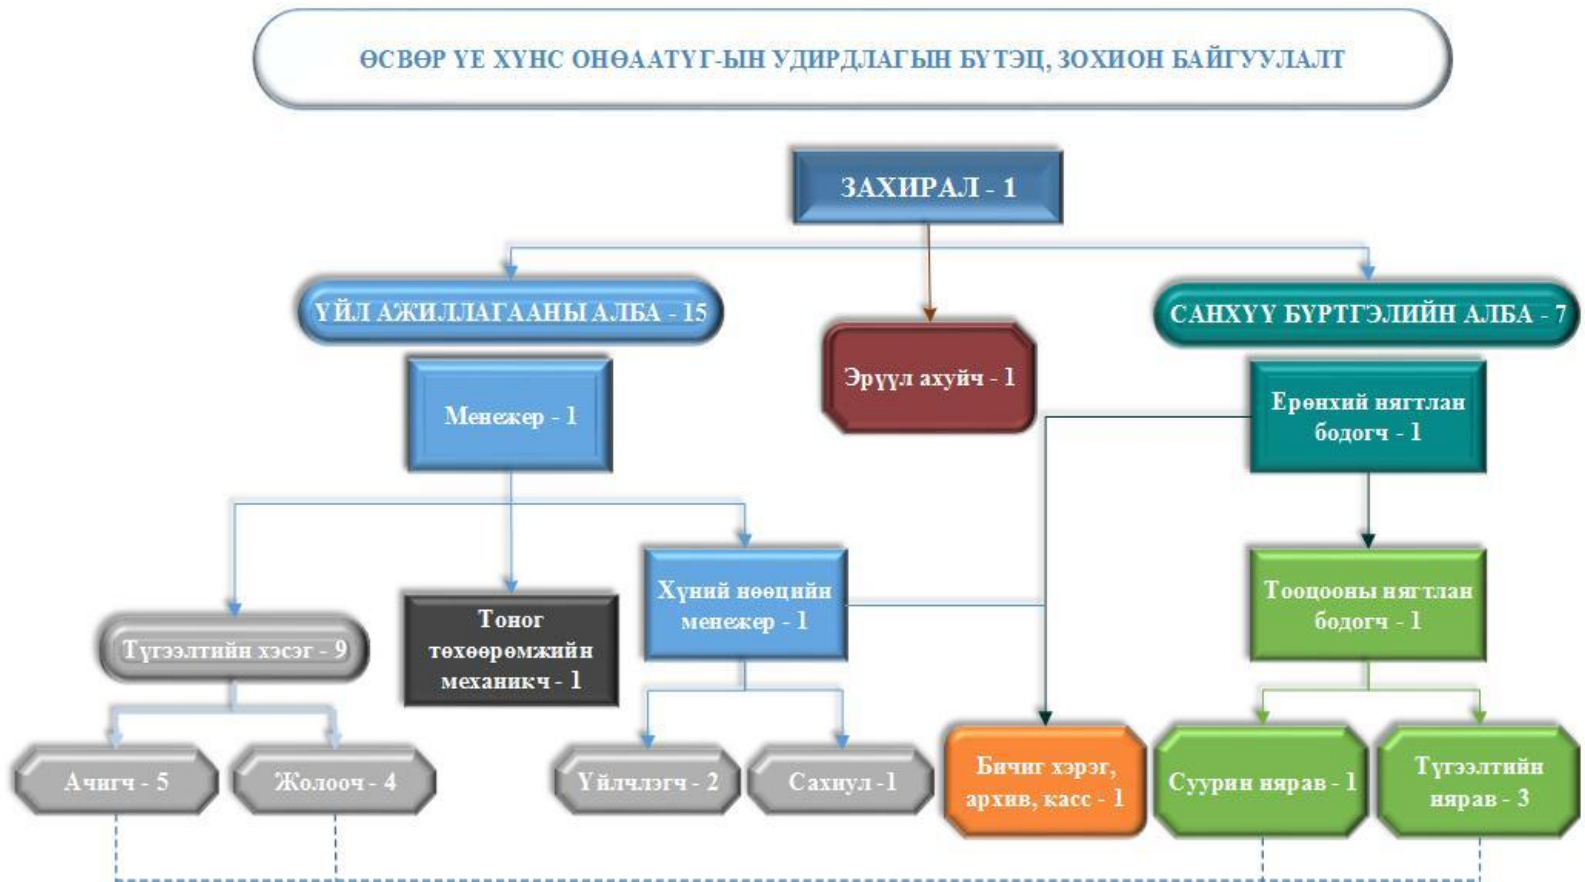 ӨСВӨР ҮЕ ХҮНС ОНӨААТҮГ-ЫН УДИРДЛАГЫН БҮТЭЦ, ЗОХИОН БАЙГУУЛАЛТ
ЗАХИРАЛ - 1
ҮЙЛ АЖИЛЛАГААНЫ АЛБА - 15
САНХҮҮ БҮРТГЭЛИЙН АЛБА - 7
Эрүүл ахуйч - 1
Менежер - 1
Ерөнхий нягтлан
бодогч - 1
Түгээлтийн хэсэг - 9
Тоног
төхөөрөмжийн
механикч - 1
Хүний нөөцийн
менежер - 1
Тооцооны нягтлан
бодогч - 1
Ачигч - 5
Жолооч - 4
Үйлчлэгч - 2
Сахиул -1
Бичиг хэрэг,
архив, касс - 1
Суурин нярав - 1
Түгээлтийн
нярав - 3